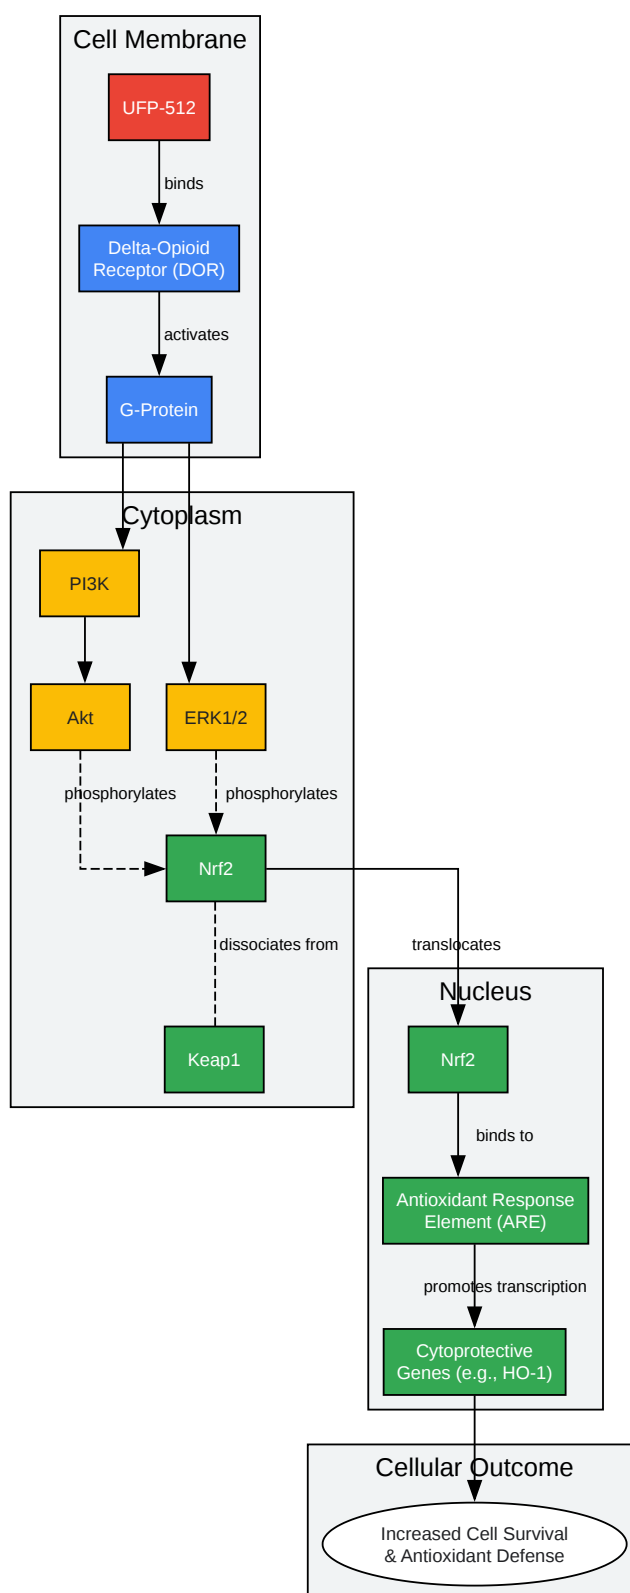 Cell Membrane
UFP-512
binds
Delta-Opioid
Receptor (DOR)
activates
G-Protein
Cytoplasm
PI3K
Akt
ERK1/2
phosphorylates
phosphorylates
Nrf2
dissociates from
translocates
Keap1
Nucleus
Nrf2
binds to
Antioxidant Response
Element (ARE)
promotes transcription
Cytoprotective
Genes (e.g., HO-1)
Cellular Outcome
Increased Cell Survival
& Antioxidant Defense